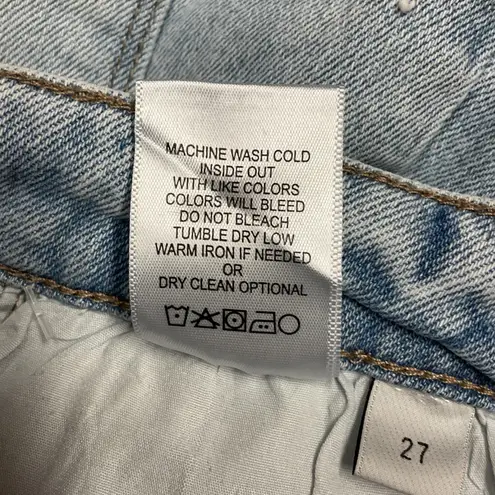 MACHINE WASH COLD
INSIDE OUT
WITH LIKE COLORS
COLORS WILL BLEED
DO NOT BLEACH
TUMBLE DRY LOW
WARM IRON IF NEEDED
OR
DRY CLEAN OPTIONAL
27